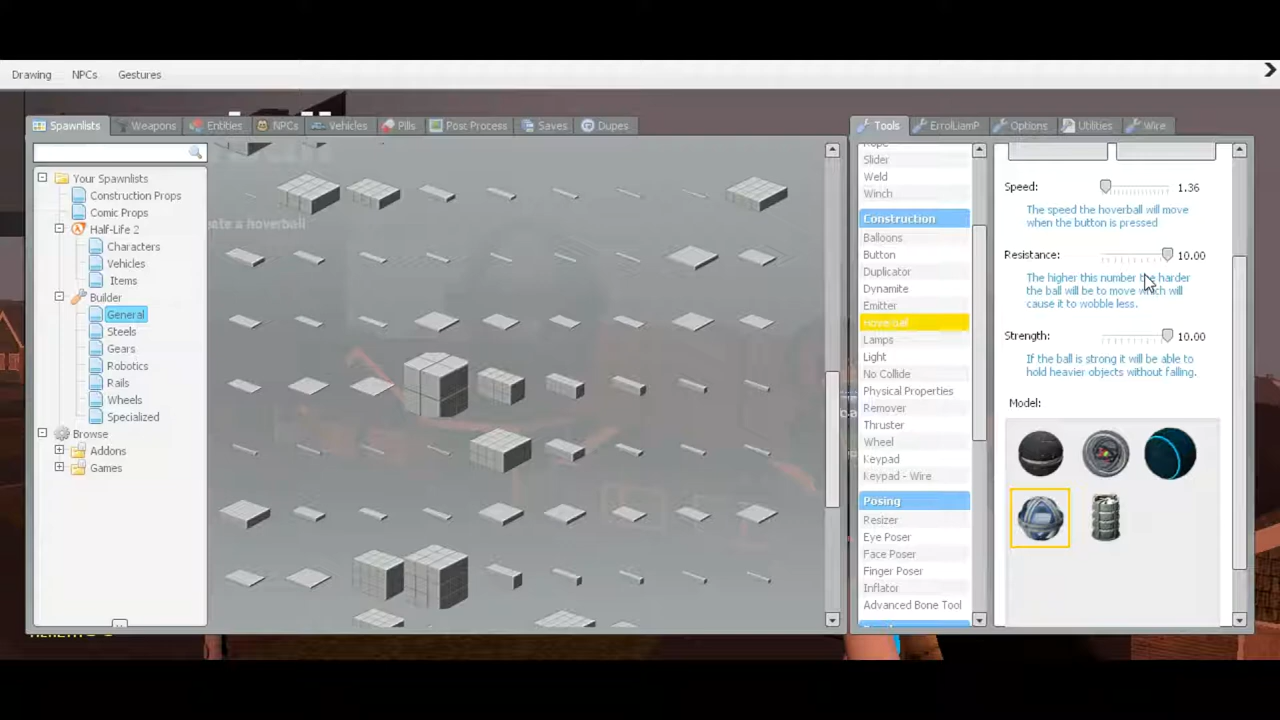 Drawing NPCs Gestures
Spawnlists Weapons Entities NPCs Vehicles Pills Post Process Saves Dupes
Your Spawnlists
Construction Props
Comic Props
Half-Life 2
Characters
Vehicles
Items
Builder
General
Steels
Gears
Robotics
Rails
Wheels
Specialized
Browse
Addons
Games
eate a hoverball
Tools ErrolLiamP Options Utilities Wire
Rope
Slider
Weld
Winch
Construction
Balloons
Button
Duplicator
Dynamite
Emitter
Hoverball
Lamps
Light
No Collide
Physical Properties
Remover
Thruster
Wheel
Keypad
Keypad - Wire
Posing
Resizer
Eye Poser
Face Poser
Finger Poser
Inflator
Advanced Bone Tool
Speed: 1.36
The speed the hoverball will move
when the button is pressed
Resistance: 10.00
The higher this number the harder
the ball will be to move which will
cause it to wobble less.
Strength: 10.00
If the ball is strong it will be able to
hold heavier objects without falling.
Model: